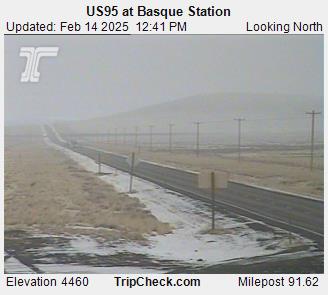 US95 at Basque Station
Updated: Feb 14 2025 12:41 PM Looking North
Elevation 4460 TripCheck.com Milepost 91.62